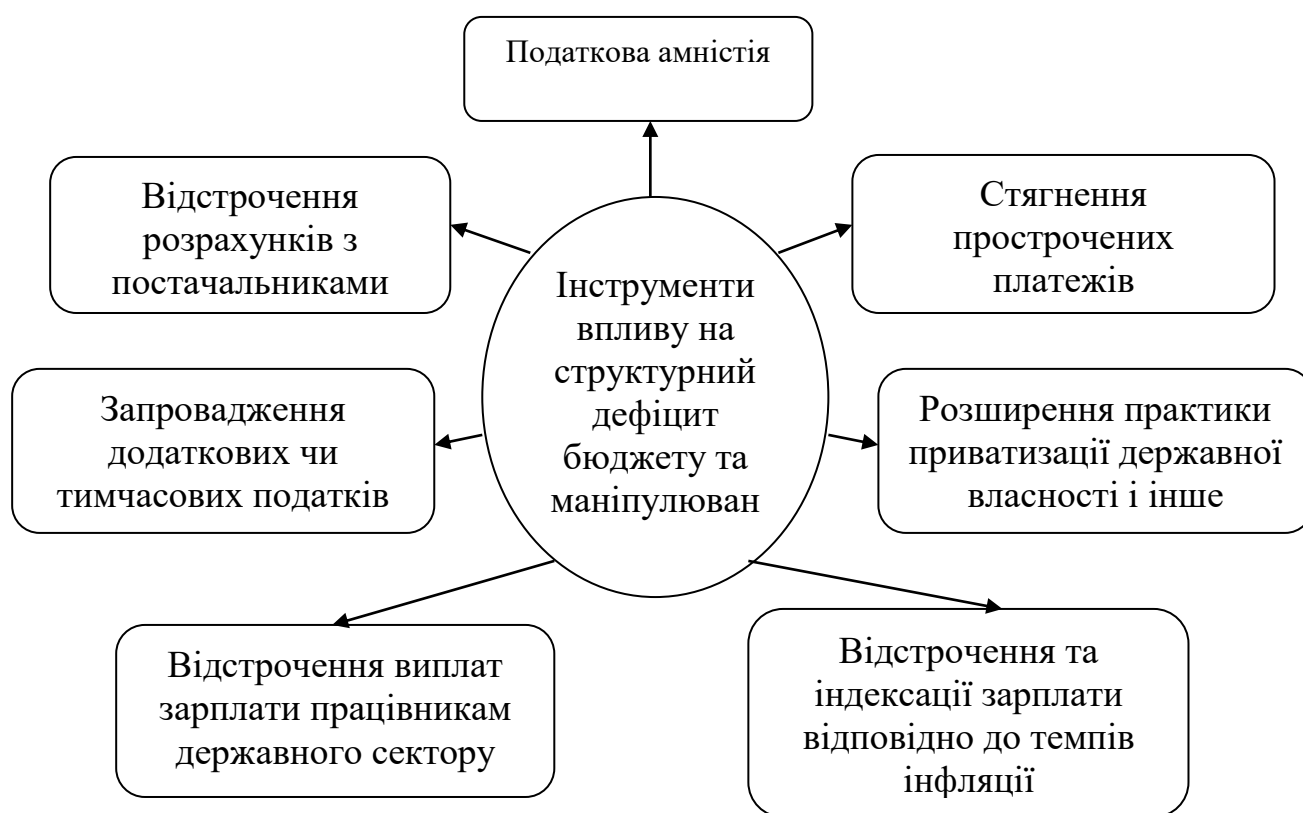 Податкова амністія
Відстрочення
розрахунків з
постачальниками
Стягнення
прострочених
платежів
Інструменти
впливу на
структурний
дефіцит
бюджету та
маніпулюван
Запровадження
додаткових чи
тимчасових податків
Розширення практики
приватизації державної
власності і інше
Відстрочення виплат
зарплати працівникам
державного сектору
Відстрочення та
індексації зарплати
відповідно до темпів
інфляції